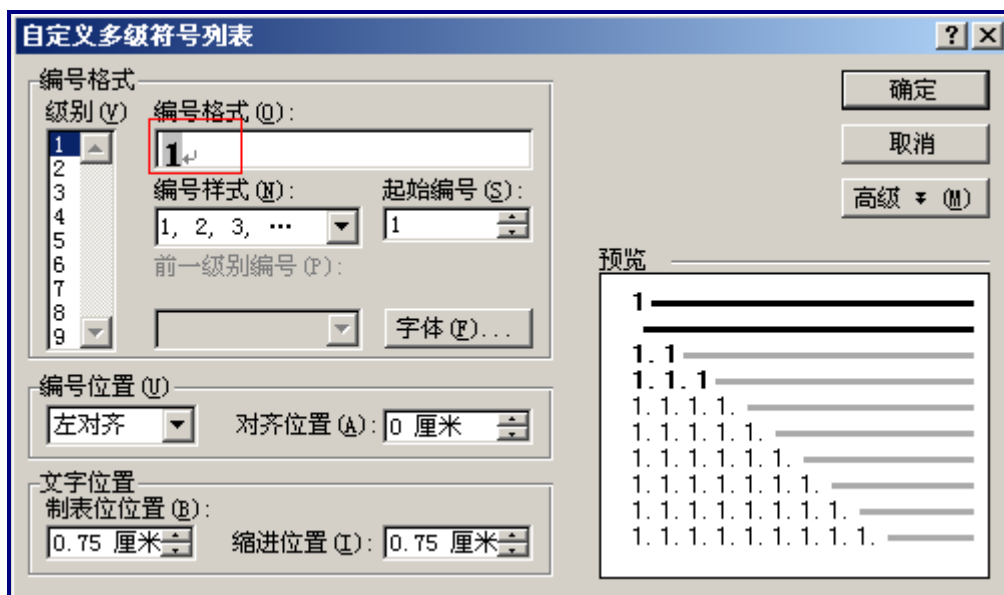 自定义多级符号列表
编号格式
级别(V)
编号格式(O):
1
2
3
4
5
6
7
8
9
1↵
编号样式(N):
起始编号(S):
1, 2, 3, …
1
前一级别编号(P):
字体(F)...
确定
取消
高级 ⇟ (M)
编号位置(U)
左对齐
对齐位置(A):
0 厘米
文字位置
制表位位置(B):
0.75 厘米
缩进位置(I):
0.75 厘米
预览
1
1.1
1.1.1
1.1.1.1.
1.1.1.1.1.
1.1.1.1.1.1.
1.1.1.1.1.1.1.
1.1.1.1.1.1.1.1.
1.1.1.1.1.1.1.1.1.